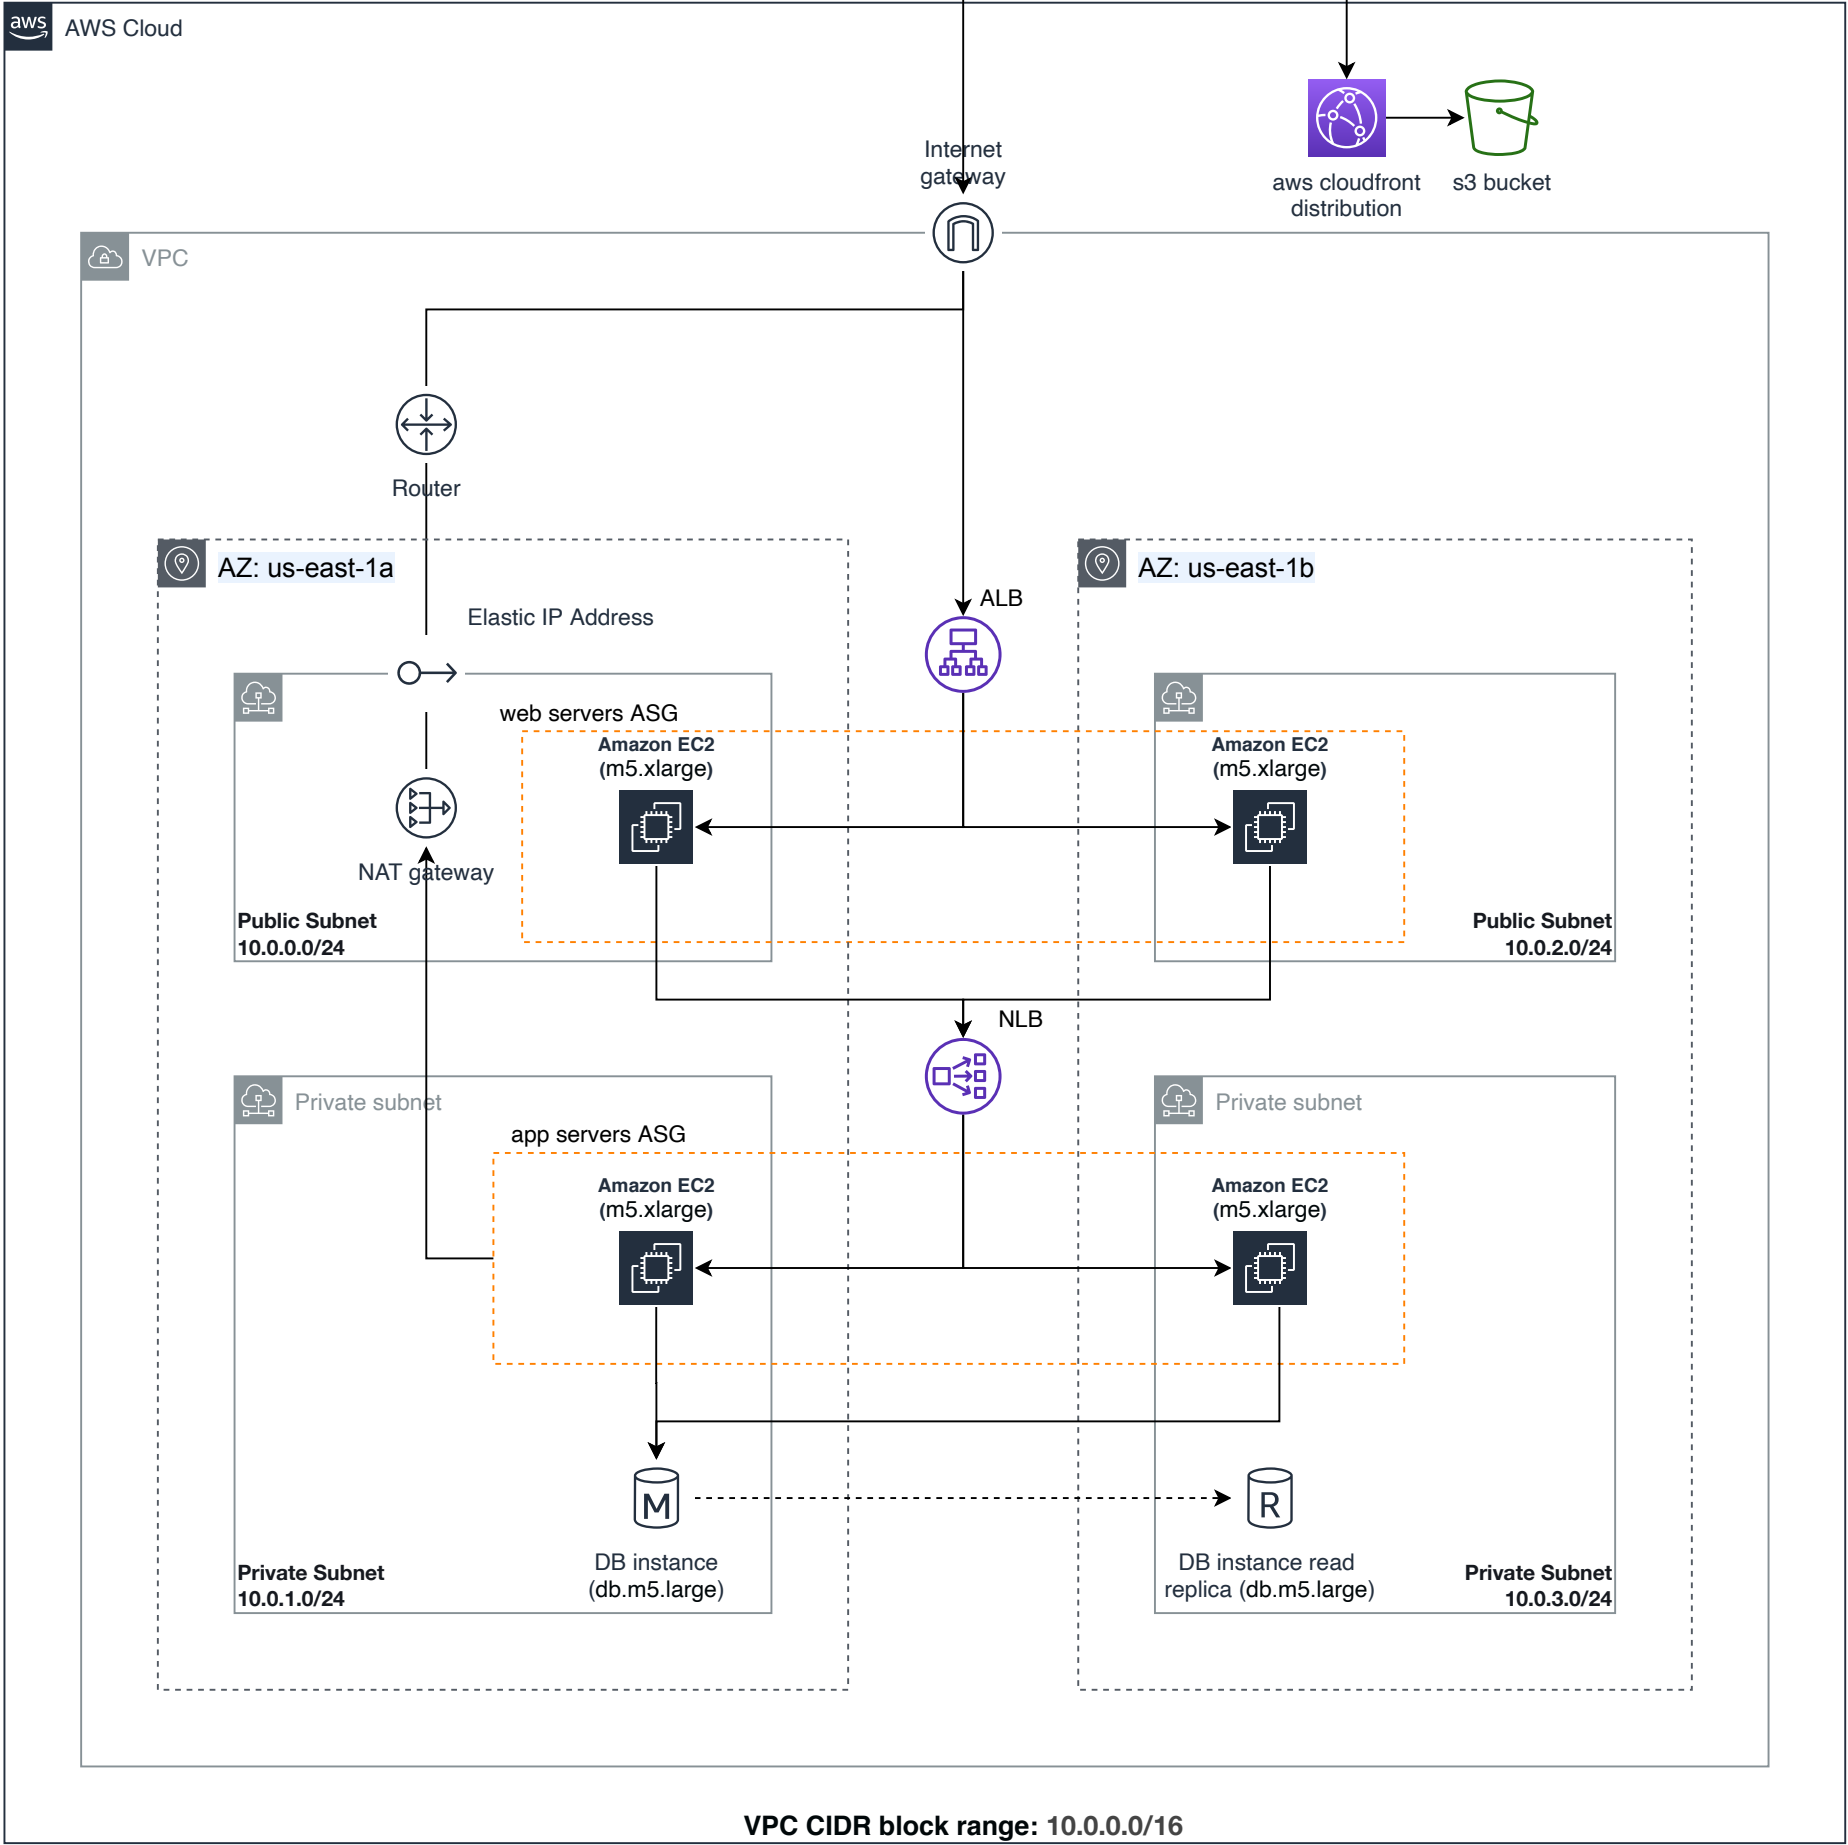 aws
AWS Cloud
Internet
gateway
aws cloudfront
distribution
s3 bucket
VPC
Router
AZ: us-east-1a
AZ: us-east-1b
Elastic IP Address
ALB
web servers ASG
Amazon EC2
(m5.xlarge)
Amazon EC2
(m5.xlarge)
NAT gateway
Public Subnet
10.0.0.0/24
Public Subnet
10.0.2.0/24
NLB
Private subnet
Private subnet
app servers ASG
Amazon EC2
(m5.xlarge)
Amazon EC2
(m5.xlarge)
M
R
DB instance
(db.m5.large)
DB instance read
replica (db.m5.large)
Private Subnet
10.0.1.0/24
Private Subnet
10.0.3.0/24
VPC CIDR block range: 10.0.0.0/16